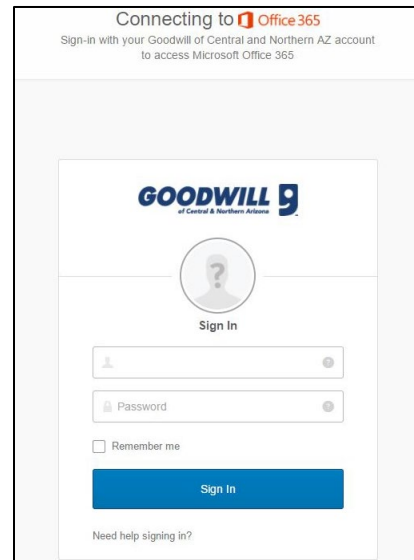 Connecting to Office 365
Sign-in with your Goodwill of Central and Northern AZ account
to access Microsoft Office 365
GOODWILL
of Central & Northern Arizona
?
Sign In
?
Password ?
Remember me
Sign In
Need help signing in?